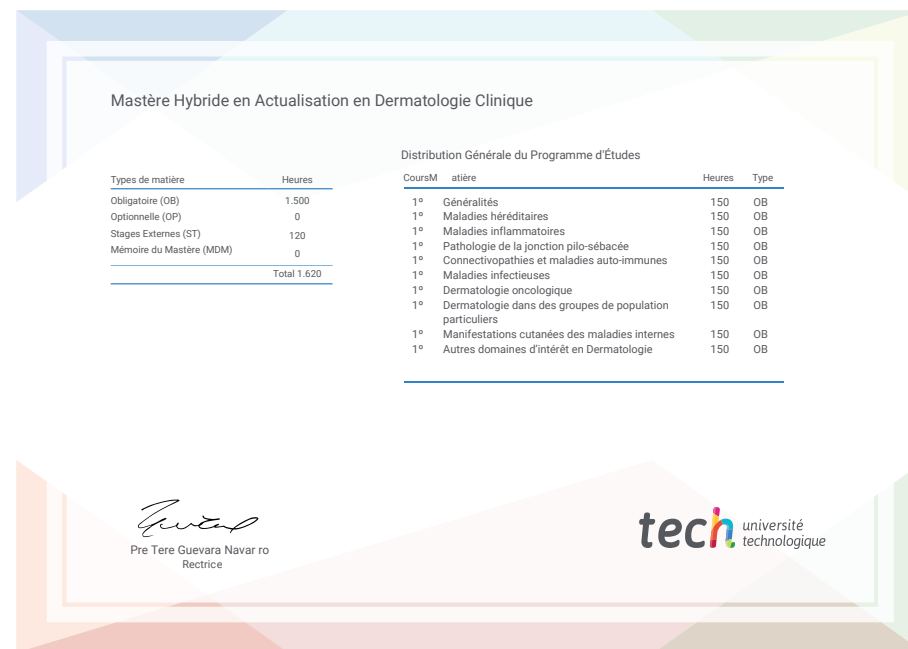 Mastère Hybride en Actualisation en Dermatologie Clinique
Types de matière Heures
Obligatoire (OB) 1.500
Optionnelle (OP) 0
Stages Externes (ST) 120
Mémoire du Mastère (MDM) 0
Total 1.620
Distribution Générale du Programme d'Études
CoursM atière Heures Type
1º Généralités 150 OB
1º Maladies héréditaires 150 OB
1º Maladies inflammatoires 150 OB
1º Pathologie de la jonction pilo-sébacée 150 OB
1º Connectivopathies et maladies auto-immunes 150 OB
1º Maladies infectieuses 150 OB
1º Dermatologie oncologique 150 OB
1º Dermatologie dans des groupes de population 150 OB
particuliers
1º Manifestations cutanées des maladies internes 150 OB
1º Autres domaines d'intérêt en Dermatologie 150 OB
Pre Tere Guevara Navar ro
Rectrice
tech université
technologique